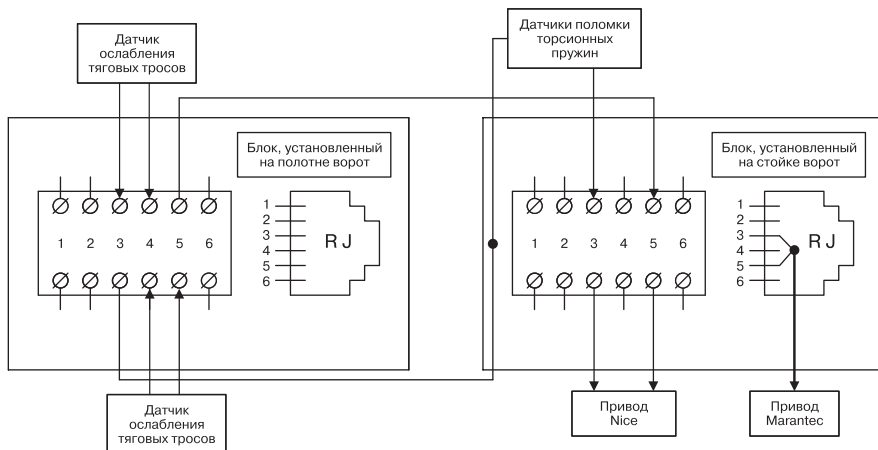 Датчик
ослабления
тяговых тросов
Датчики поломки
торсионных
пружин
Блок, установленный
на полотне ворот
Блок, установленный
на стойке ворот
1 2 3 4 5 6
1
2
3
4
5
6
RJ
1 2 3 4 5 6
1
2
3
4
5
6
RJ
Датчик
ослабления
тяговых тросов
Привод
Nice
Привод
Marantec